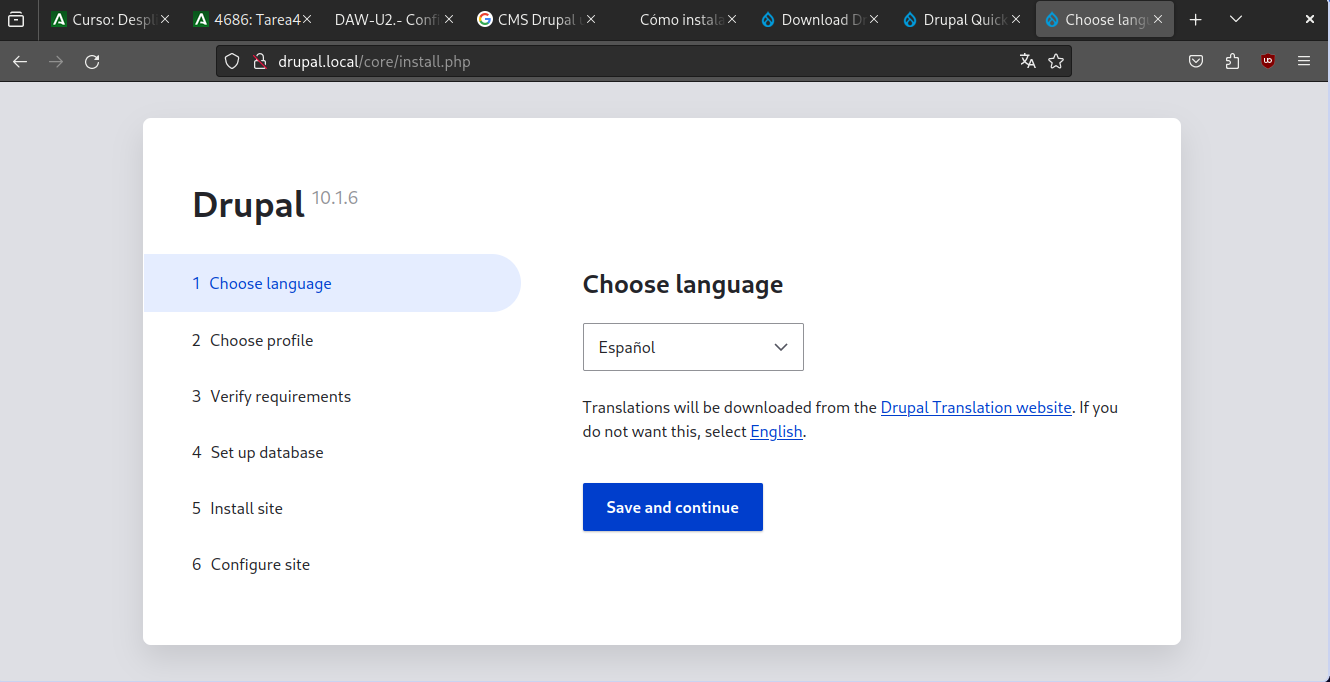 Curso: Despl
4686: Tarea4
DAW-U2.- Confi
CMS Drupal
Cómo instala
Download Dr
Drupal Quick
Choose langu
drupal.local/core/install.php
Drupal 10.1.6
1 Choose language
2 Choose profile
3 Verify requirements
4 Set up database
5 Install site
6 Configure site
Choose language
Español
Translations will be downloaded from the Drupal Translation website. If you
do not want this, select English.
Save and continue